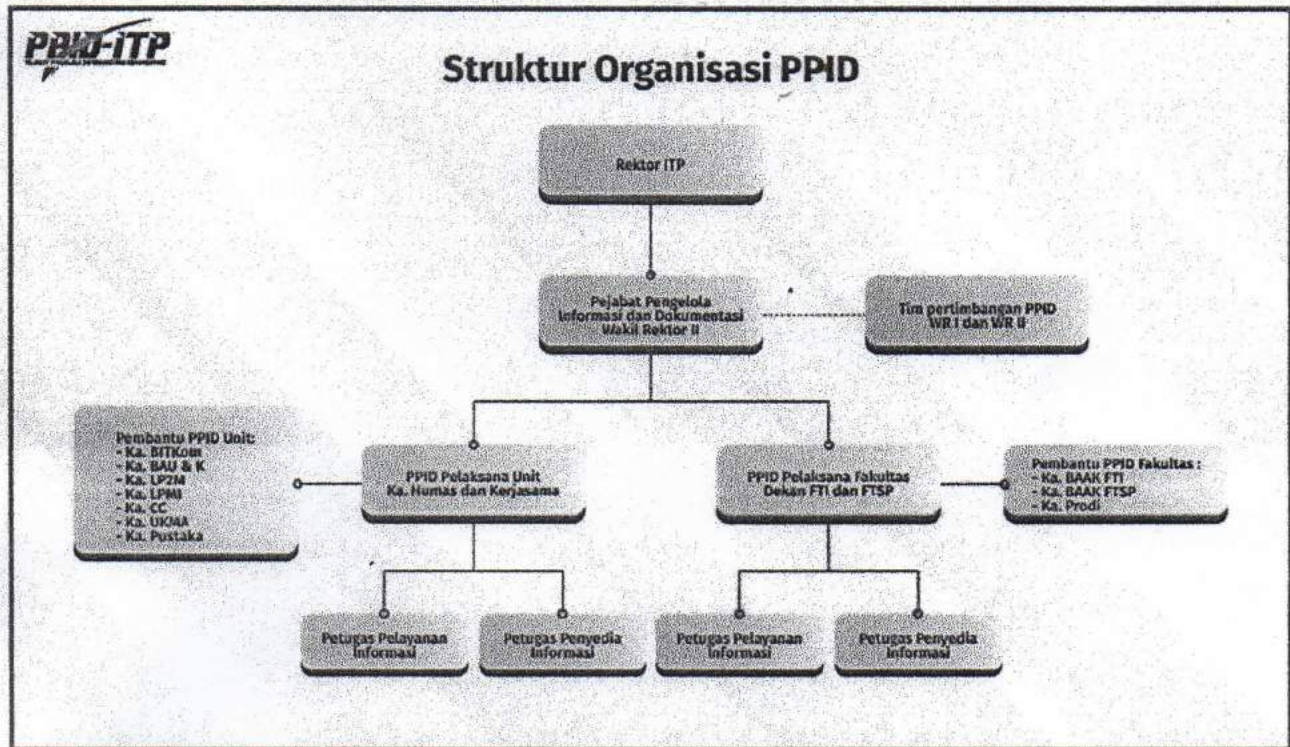 PPID-ITP
Struktur Organisasi PPID
Rektor ITP
Pejabat Pengelola
Informasi dan Dokumentasi
Wakil Rektor II
Tim pertimbangan PPID
WR I dan WR II
Pembantu PPID Unit:
- Ka. BITKom
- Ka. BAU & K
- Ka. LP2M
- Ka. LPMI
- Ka. CC
- Ka. UKMA
- Ka. Pustaka
PPID Pelaksana Unit
Ka. Humas dan Kerjasama
PPID Pelaksana Fakultas
Dekan FTI dan FTSP
Pembantu PPID Fakultas :
- Ka. BAAK FTI
- Ka. BAAK FTSP
- Ka. Prodi
Petugas Pelayanan
Informasi
Petugas Penyedia
Informasi
Petugas Pelayanan
Informasi
Petugas Penyedia
Informasi